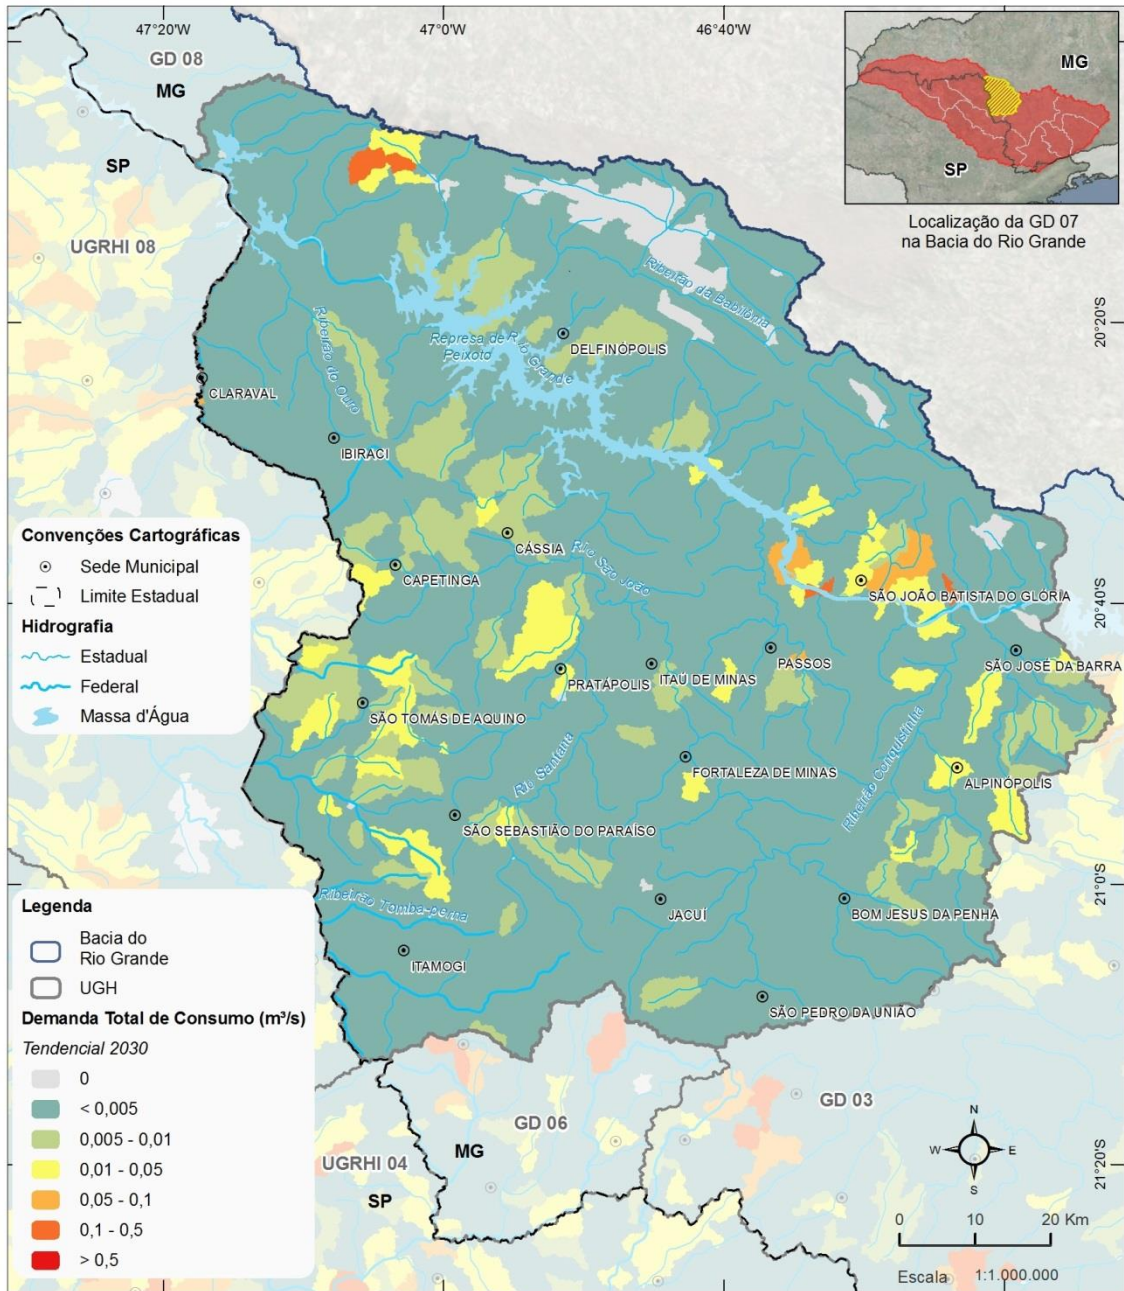 47°20'W
47°0'W
46°40'W
GD 08
MG
SP
UGRHI 08
MG
SP
Localização da GD 07
na Bacia do Rio Grande
20°20'S
20°40'S
21°0'S
21°20'S
Ribeirão da Babilônia
Ribeirão do Ouro
Represa de
Peixoto
Rio Grande
DELFINÓPOLIS
CLARAVAL
IBIRACI
CÁSSIA
CAPETINGA
Rio São João
SÃO JOÃO BATISTA DO GLÓRIA
PASSOS
SÃO JOSÉ DA BARRA
PRATÁPOLIS
ITAÚ DE MINAS
SÃO TOMÁS DE AQUINO
Rio Santana
FORTALEZA DE MINAS
Ribeirão Conquistinha
ALPINÓPOLIS
SÃO SEBASTIÃO DO PARAÍSO
Ribeirão Tomba-perna
JACUÍ
BOM JESUS DA PENHA
ITAMOGI
SÃO PEDRO DA UNIÃO
GD 06
GD 03
MG
UGRHI 04
SP
Convenções Cartográficas
Sede Municipal
Limite Estadual
Hidrografia
Estadual
Federal
Massa d'Água
Legenda
Bacia do
Rio Grande
UGH
Demanda Total de Consumo (m³/s)
Tendencial 2030
0
< 0,005
0,005 - 0,01
0,01 - 0,05
0,05 - 0,1
0,1 - 0,5
> 0,5
N
W
E
S
0 10 20 Km
Escala 1:1.000.000